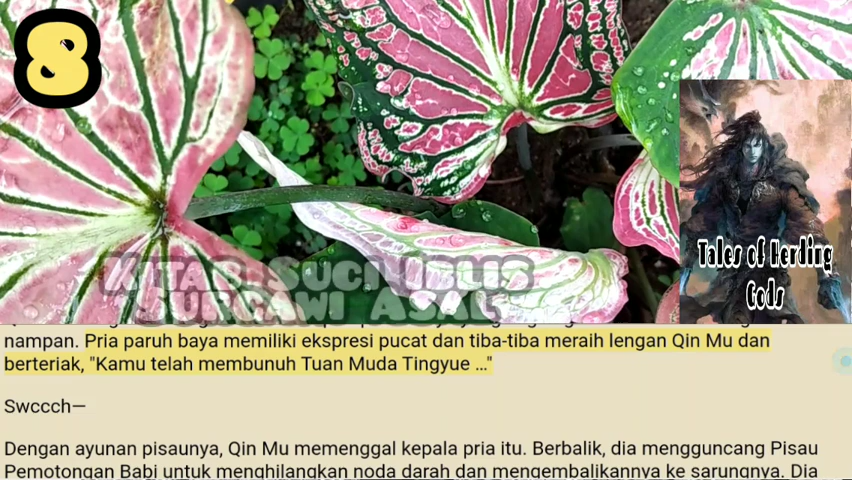 8
Tales of Herding
Gods
Kitab Suci Iblis
Surgawi Asal
nampan. Pria paruh baya memiliki ekspresi pucat dan tiba-tiba meraih lengan Qin Mu dan
berteriak, "Kamu telah membunuh Tuan Muda Tingyue ..."
Swccch—
Dengan ayunan pisaunya, Qin Mu memenggal kepala pria itu. Berbalik, dia mengguncang Pisau
Pemotongan Babi untuk menghilangkan noda darah dan mengembalikannya ke sarungnya. Dia